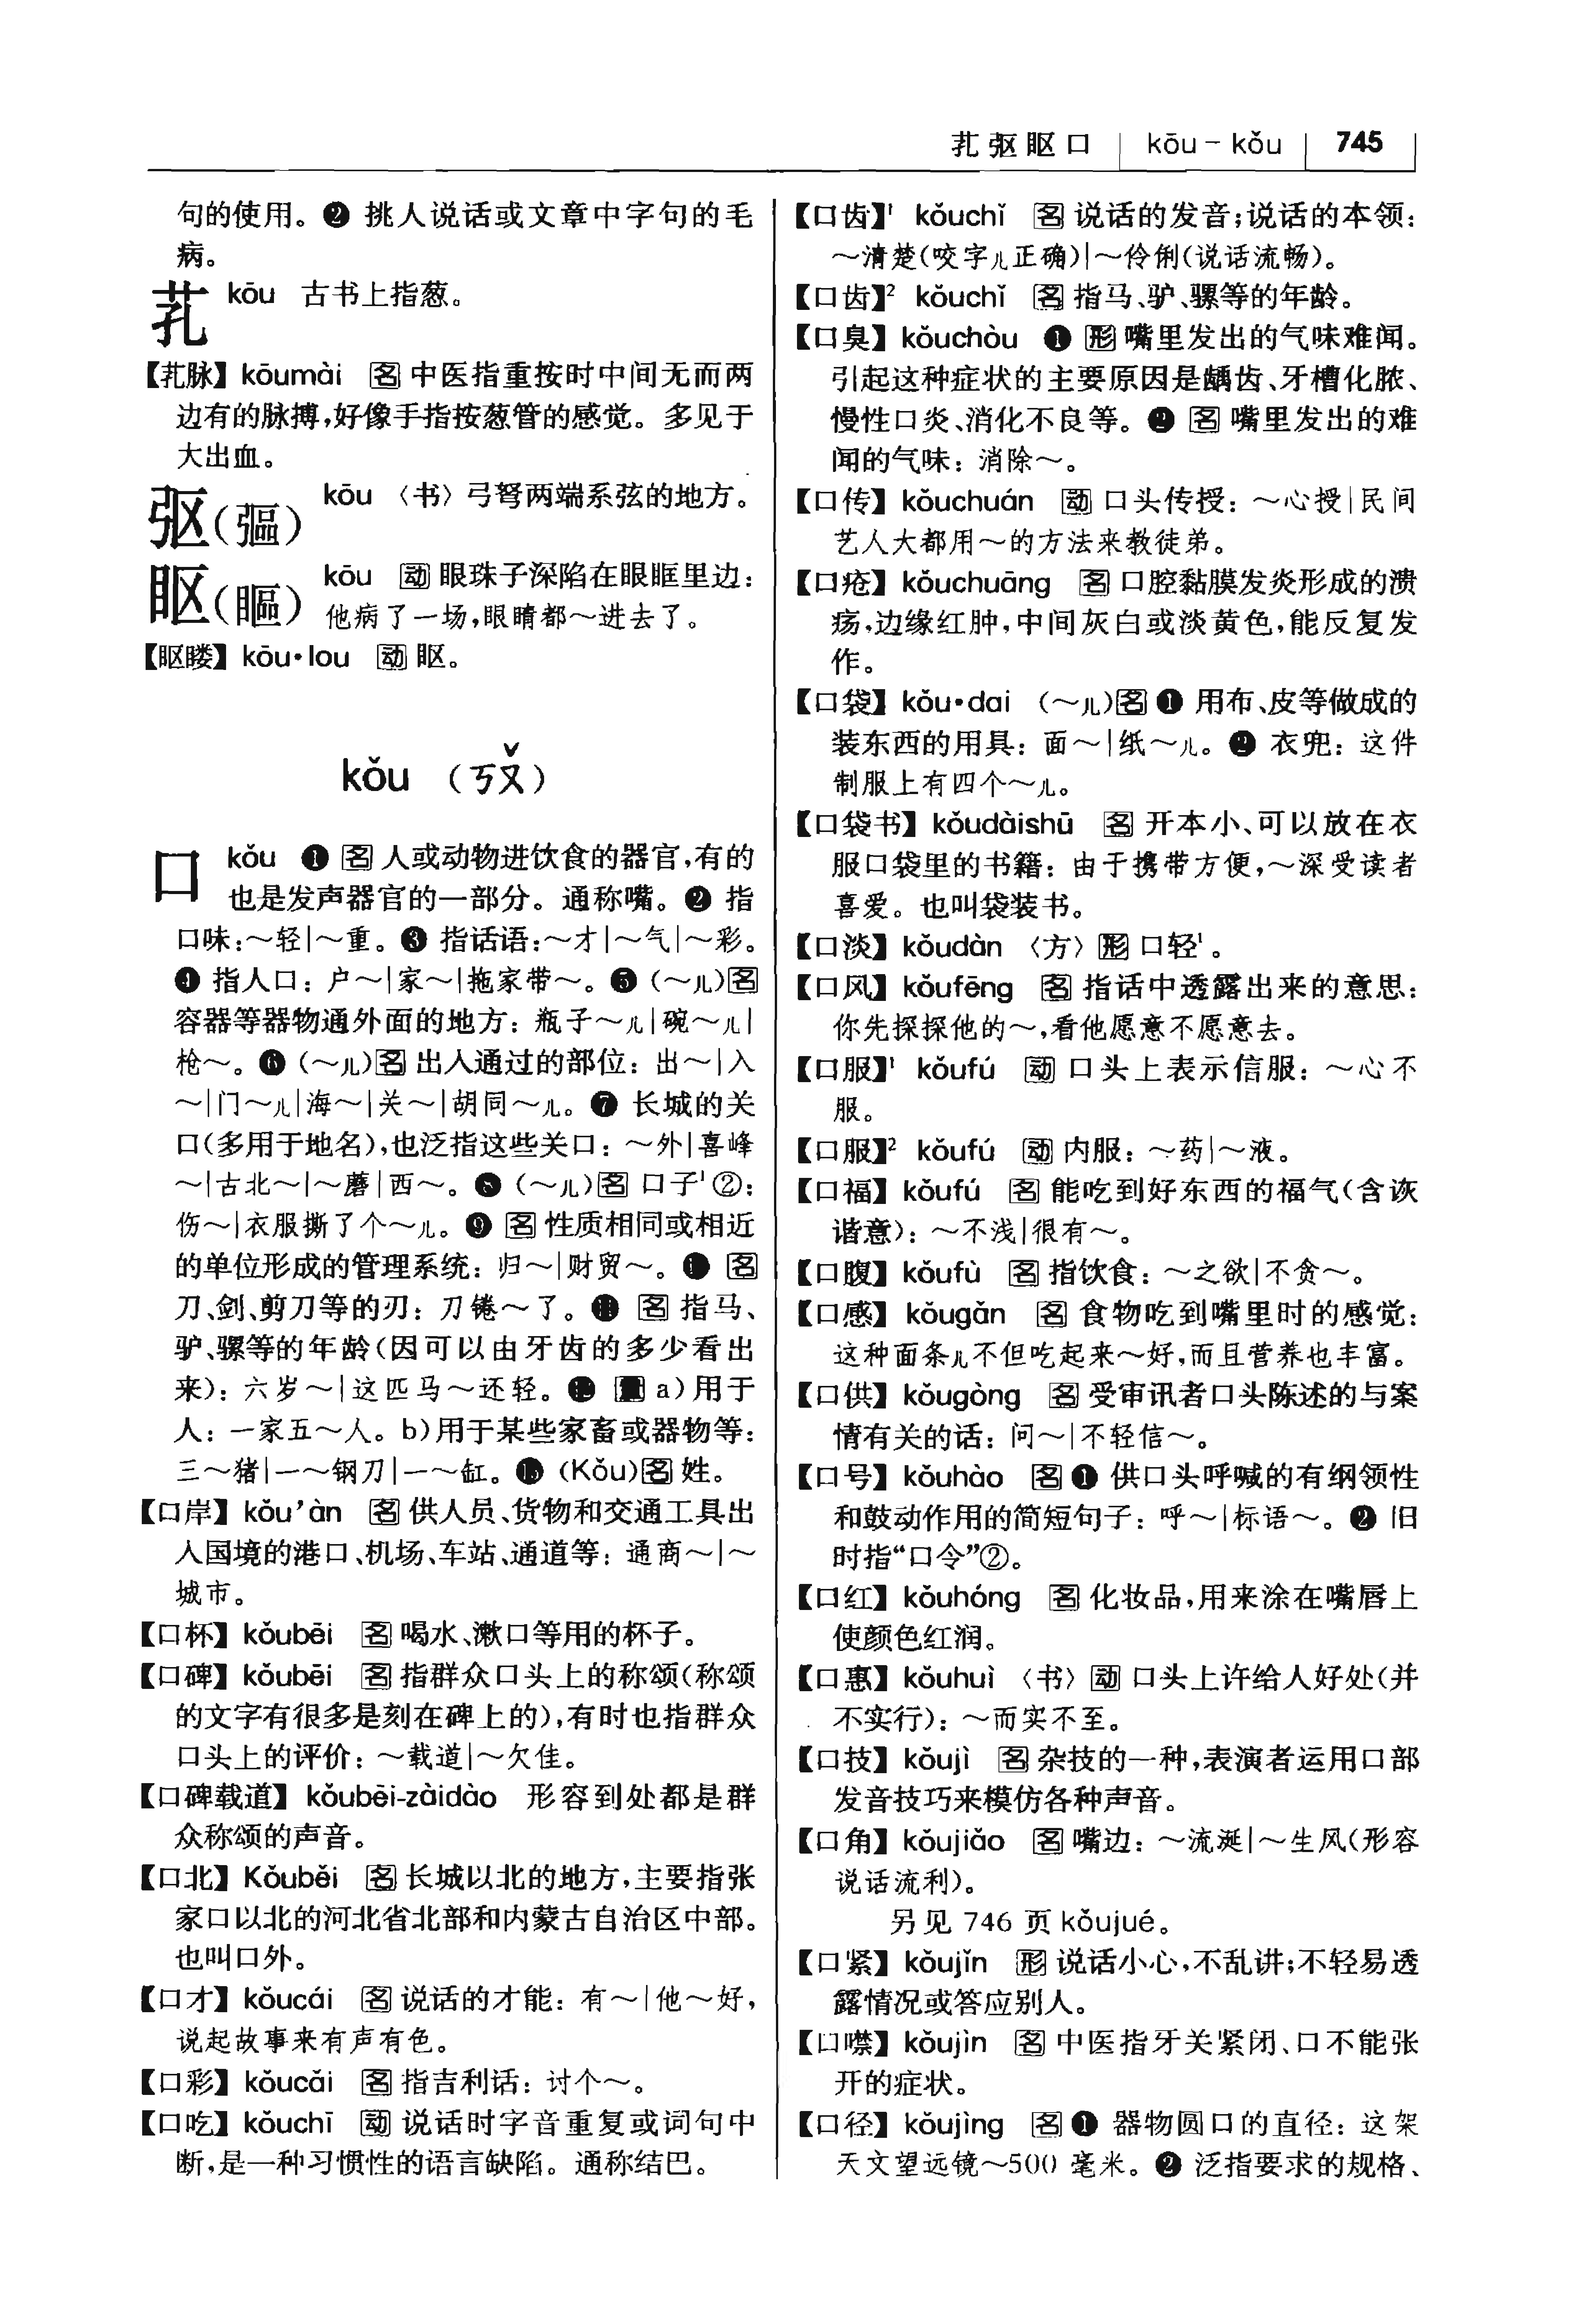 芤 彄 眍 口 kōu – kǒu 745
句的使用。❷ 挑人说话或文章中字句的毛
病。
芤 kōu 古书上指葱。
【芤脉】 kōumài 名 中医指重按时中间无而两
边有的脉搏,好像手指按葱管的感觉。多见于
大出血。
𫸩(彄) kōu 〈书〉弓弩两端系弦的地方。
眍(瞘) kōu 动 眼珠子深陷在眼眶里边:
他病了一场,眼睛都～进去了。
【眍䁖】 kōu•lou 动 眍。
kǒu (ㄎㄡˇ)
口 kǒu ❶ 名 人或动物进饮食的器官,有的
也是发声器官的一部分。通称嘴。❷ 指
口味:～轻|～重。❸ 指话语:～才|～气|～彩。
❹ 指人口:户～|家～|拖家带～。❺ (～儿)名
容器等器物通外面的地方:瓶子～儿|碗～儿|
枪～。❻ (～儿)名 出入通过的部位:出～|入
～|门～儿|海～|关～|胡同～儿。❼ 长城的关
口(多用于地名),也泛指这些关口:～外|喜峰
～|古北～|～蘑|西～。❽ (～儿)名 口子¹②:
伤～|衣服撕了个～儿。❾ 名 性质相同或相近
的单位形成的管理系统:归～|财贸～。❿ 名
刀、剑、剪刀等的刃:刀锩～了。⓫ 名 指马、
驴、骡等的年龄(因可以由牙齿的多少看出
来):六岁～|这匹马～还轻。⓬ 量 a)用于
人:一家五～人。b)用于某些家畜或器物等:
三～猪|一～钢刀|一～缸。⓭ (Kǒu)名 姓。
【口岸】 kǒu’àn 名 供人员、货物和交通工具出
入国境的港口、机场、车站、通道等:通商～|～
城市。
【口杯】 kǒubēi 名 喝水、漱口等用的杯子。
【口碑】 kǒubēi 名 指群众口头上的称颂(称颂
的文字有很多是刻在碑上的),有时也指群众
口头上的评价:～载道|～欠佳。
【口碑载道】 kǒubēi-zàidào 形容到处都是群
众称颂的声音。
【口北】 Kǒuběi 名 长城以北的地方,主要指张
家口以北的河北省北部和内蒙古自治区中部。
也叫口外。
【口才】 kǒucái 名 说话的才能:有～|他～好,
说起故事来有声有色。
【口彩】 kǒucǎi 名 指吉利话:讨个～。
【口吃】 kǒuchī 动 说话时字音重复或词句中
断,是一种习惯性的语言缺陷。通称结巴。
【口齿】¹ kǒuchǐ 名 说话的发音;说话的本领:
～清楚(咬字儿正确)|～伶俐(说话流畅)。
【口齿】² kǒuchǐ 名 指马、驴、骡等的年龄。
【口臭】 kǒuchòu ❶ 形 嘴里发出的气味难闻。
引起这种症状的主要原因是龋齿、牙槽化脓、
慢性口炎、消化不良等。❷ 名 嘴里发出的难
闻的气味:消除～。
【口传】 kǒuchuán 动 口头传授:～心授|民间
艺人大都用～的方法来教徒弟。
【口疮】 kǒuchuāng 名 口腔黏膜发炎形成的溃
疡,边缘红肿,中间灰白或淡黄色,能反复发
作。
【口袋】 kǒu•dai (～儿)名 ❶ 用布、皮等做成的
装东西的用具:面～|纸～儿。❷ 衣兜:这件
制服上有四个～儿。
【口袋书】 kǒudàishū 名 开本小、可以放在衣
服口袋里的书籍:由于携带方便,～深受读者
喜爱。也叫袋装书。
【口淡】 kǒudàn 〈方〉形 口轻¹。
【口风】 kǒufēng 名 指话中透露出来的意思:
你先探探他的～,看他愿意不愿意去。
【口服】¹ kǒufú 动 口头上表示信服:～心不
服。
【口服】² kǒufú 动 内服:～药|～液。
【口福】 kǒufú 名 能吃到好东西的福气(含诙
谐意):～不浅|很有～。
【口腹】 kǒufù 名 指饮食:～之欲|不贪～。
【口感】 kǒugǎn 名 食物吃到嘴里时的感觉:
这种面条儿不但吃起来～好,而且营养也丰富。
【口供】 kǒugòng 名 受审讯者口头陈述的与案
情有关的话:问～|不轻信～。
【口号】 kǒuhào 名 ❶ 供口头呼喊的有纲领性
和鼓动作用的简短句子:呼～|标语～。❷ 旧
时指“口令”②。
【口红】 kǒuhóng 名 化妆品,用来涂在嘴唇上
使颜色红润。
【口惠】 kǒuhuì 〈书〉动 口头上许给人好处(并
不实行):～而实不至。
【口技】 kǒujì 名 杂技的一种,表演者运用口部
发音技巧来模仿各种声音。
【口角】 kǒujiǎo 名 嘴边:～流涎|～生风(形容
说话流利)。
另见 746 页 kǒujué。
【口紧】 kǒujǐn 形 说话小心,不乱讲;不轻易透
露情况或答应别人。
【口噤】 kǒujìn 名 中医指牙关紧闭、口不能张
开的症状。
【口径】 kǒujìng 名 ❶ 器物圆口的直径:这架
天文望远镜～500 毫米。❷ 泛指要求的规格、